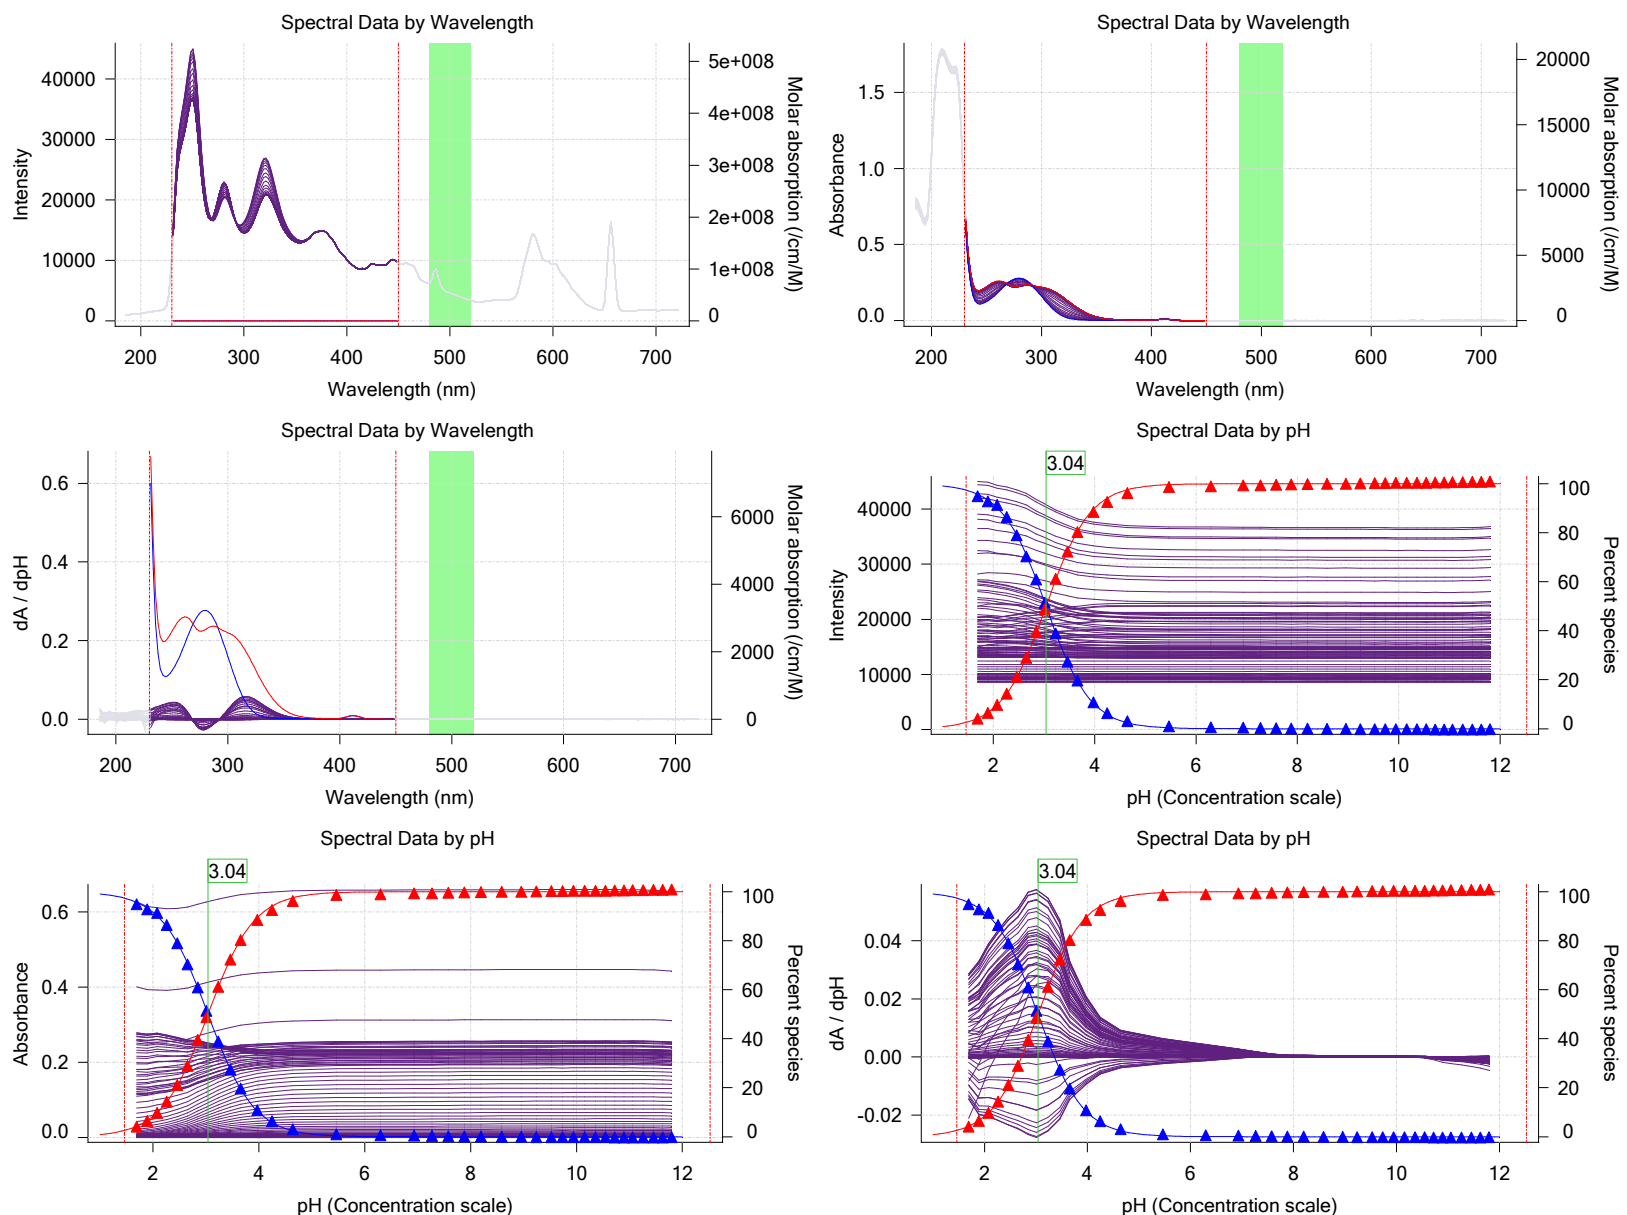 Spectral Data by Wavelength
Intensity
40000
30000
20000
10000
0
5e+008
4e+008
3e+008
2e+008
1e+008
0
Molar absorption (/cm/M)
200 300 400 500 600 700
Wavelength (nm)
Spectral Data by Wavelength
Absorbance
1.5
1.0
0.5
0.0
20000
15000
10000
5000
0
Molar absorption (/cm/M)
200 300 400 500 600 700
Wavelength (nm)
Spectral Data by Wavelength
dA / dpH
0.6
0.4
0.2
0.0
6000
4000
2000
0
Molar absorption (/cm/M)
200 300 400 500 600 700
Wavelength (nm)
Spectral Data by pH
3.04
Intensity
40000
30000
20000
10000
0
100
80
60
40
20
0
Percent species
2 4 6 8 10 12
pH (Concentration scale)
Spectral Data by pH
3.04
Absorbance
0.6
0.4
0.2
0.0
100
80
60
40
20
0
Percent species
2 4 6 8 10 12
pH (Concentration scale)
Spectral Data by pH
3.04
dA / dpH
0.04
0.02
0.00
-0.02
100
80
60
40
20
0
Percent species
2 4 6 8 10 12
pH (Concentration scale)